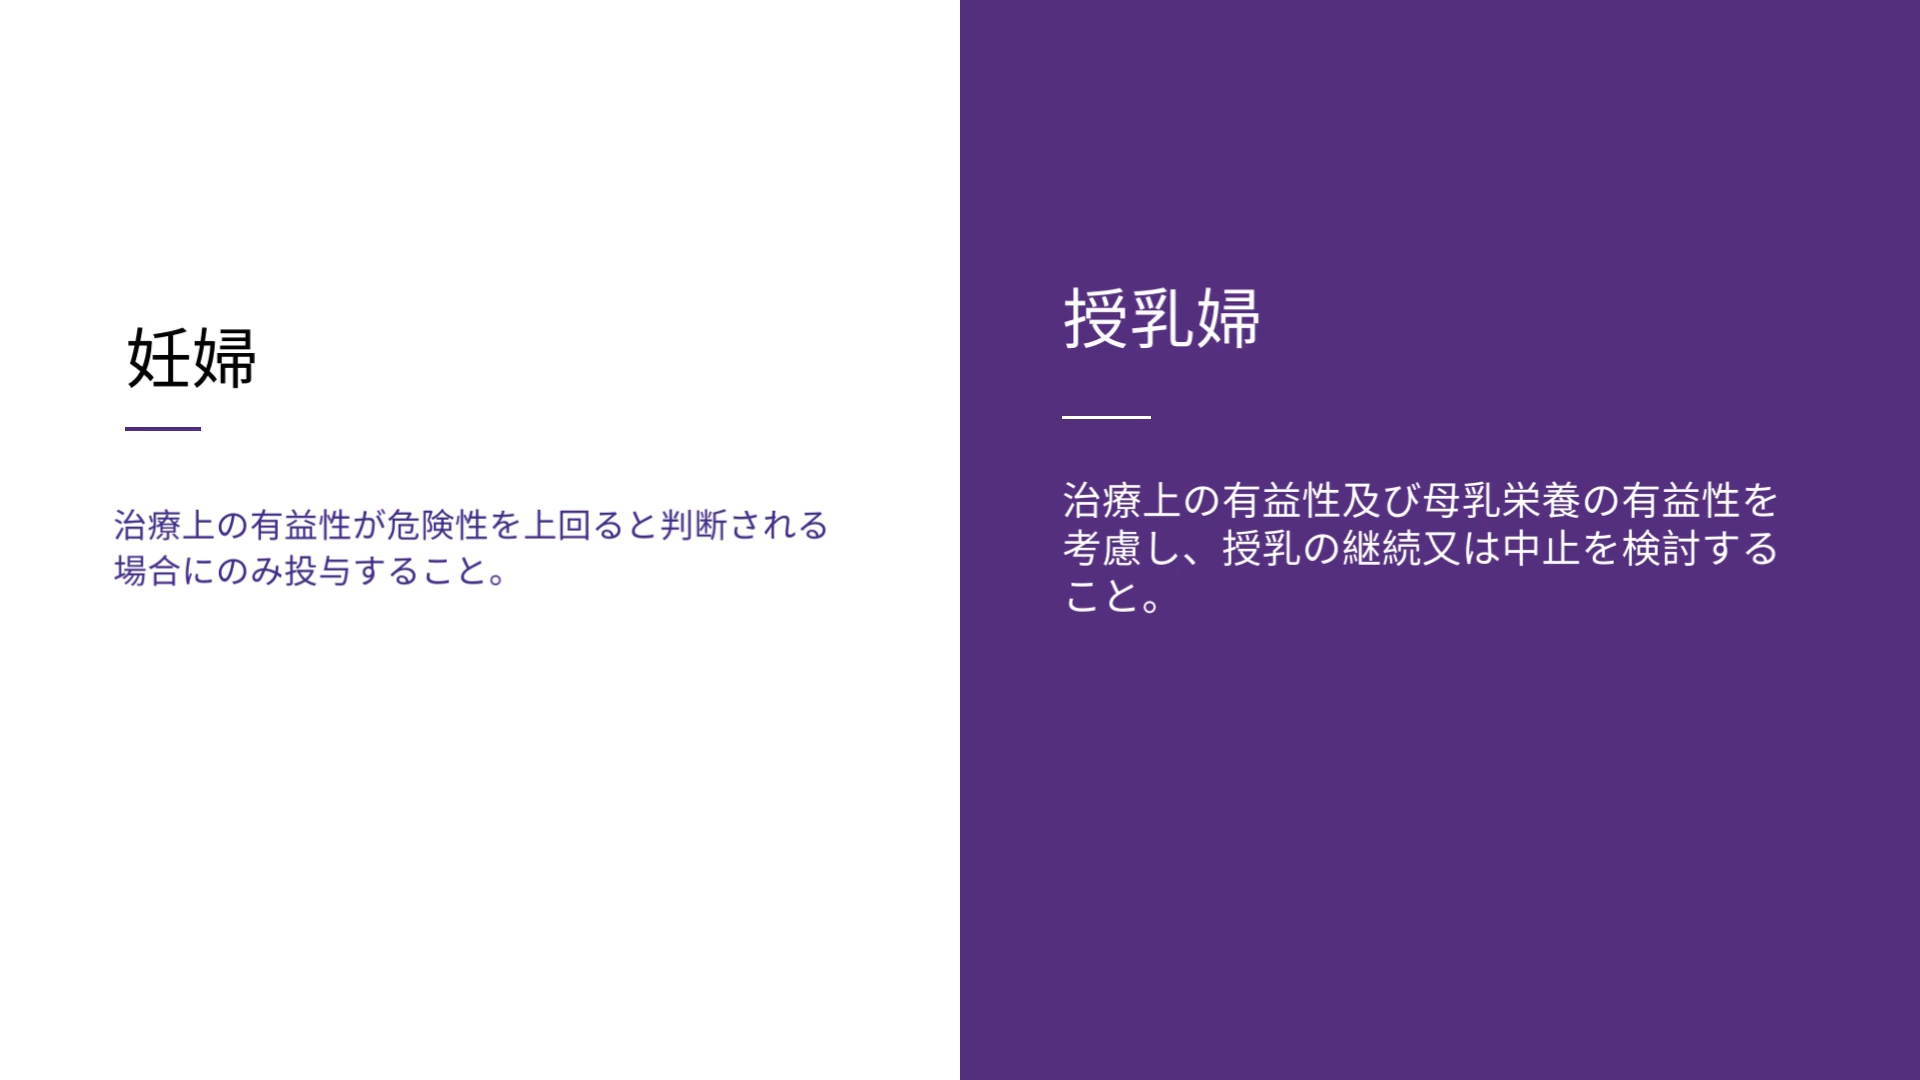 妊婦
治療上の有益性が危険性を上回ると判断される
場合にのみ投与すること。
授乳婦
治療上の有益性及び母乳栄養の有益性を
考慮し、授乳の継続又は中止を検討する
こと。